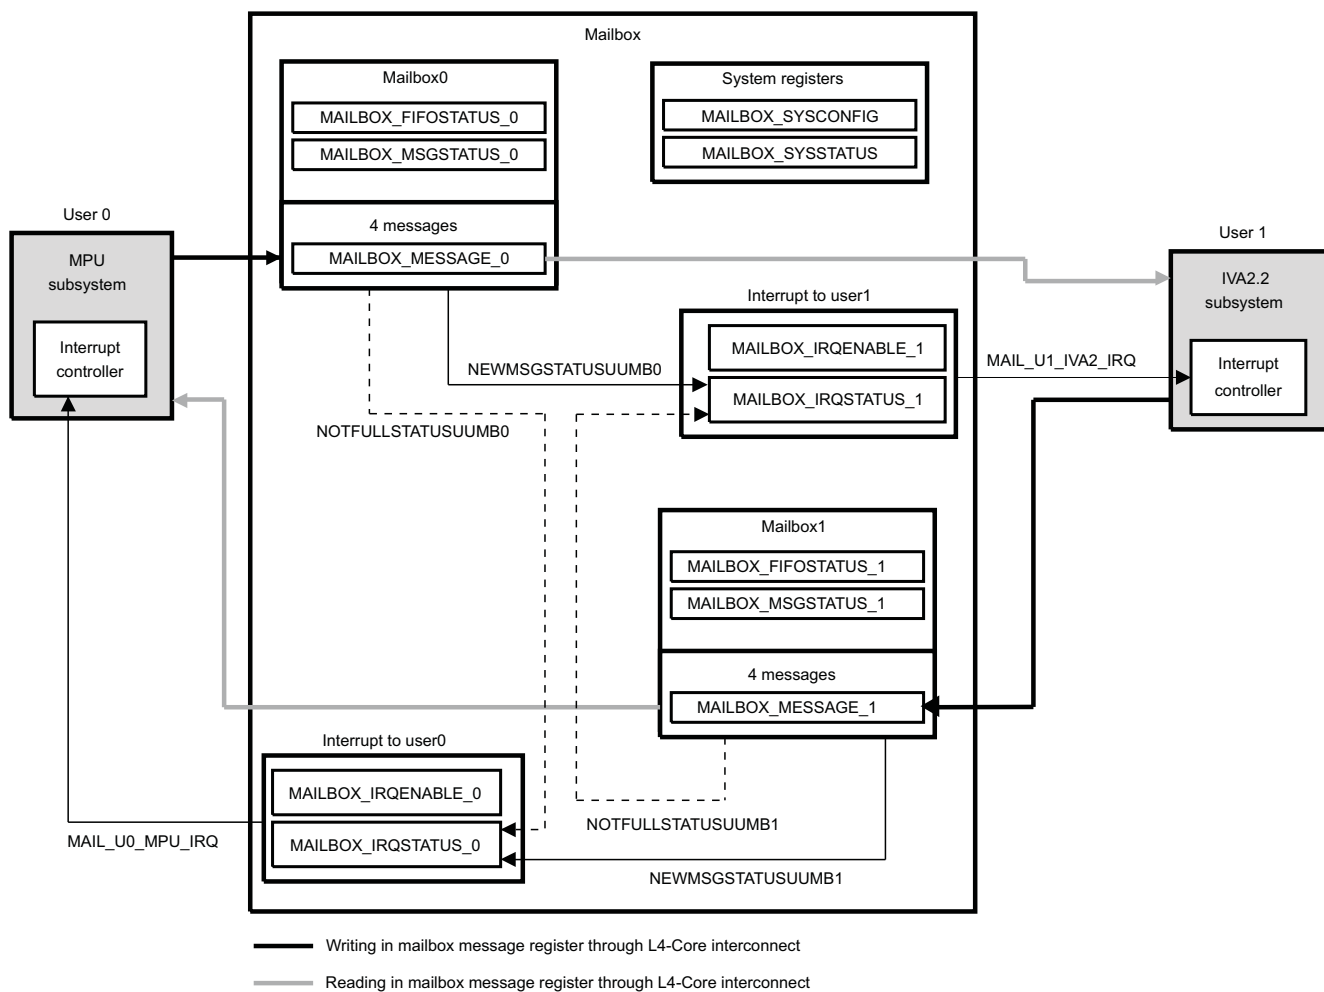 Mailbox
Mailbox0
MAILBOX_FIFOSTATUS_0
MAILBOX_MSGSTATUS_0
4 messages
MAILBOX_MESSAGE_0
System registers
MAILBOX_SYSCONFIG
MAILBOX_SYSSTATUS
User 0
MPU
subsystem
Interrupt
controller
User 1
IVA2.2
subsystem
Interrupt
controller
Interrupt to user1
MAILBOX_IRQENABLE_1
MAILBOX_IRQSTATUS_1
MAIL_U1_IVA2_IRQ
NEWMSGSTATUSUUMB0
NOTFULLSTATUSUUMB0
Mailbox1
MAILBOX_FIFOSTATUS_1
MAILBOX_MSGSTATUS_1
4 messages
MAILBOX_MESSAGE_1
Interrupt to user0
MAILBOX_IRQENABLE_0
MAILBOX_IRQSTATUS_0
MAIL_U0_MPU_IRQ
NOTFULLSTATUSUUMB1
NEWMSGSTATUSUUMB1
Writing in mailbox message register through L4-Core interconnect
Reading in mailbox message register through L4-Core interconnect